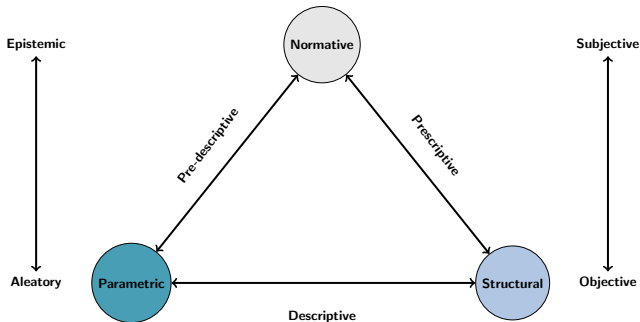 Epistemic
Normative
Subjective
Pre-descriptive
Prescriptive
Aleatory
Parametric
Structural
Objective
Descriptive